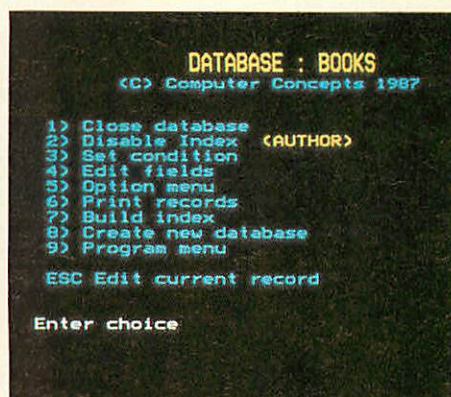 DATABASE : BOOKS
(C) Computer Concepts 1987
1) Close database
2) Disable Index (AUTHOR)
3) Set condition
4) Edit fields
5) Option menu
6) Print records
7) Build index
8) Create new database
9) Program menu
ESC Edit current record
Enter choice